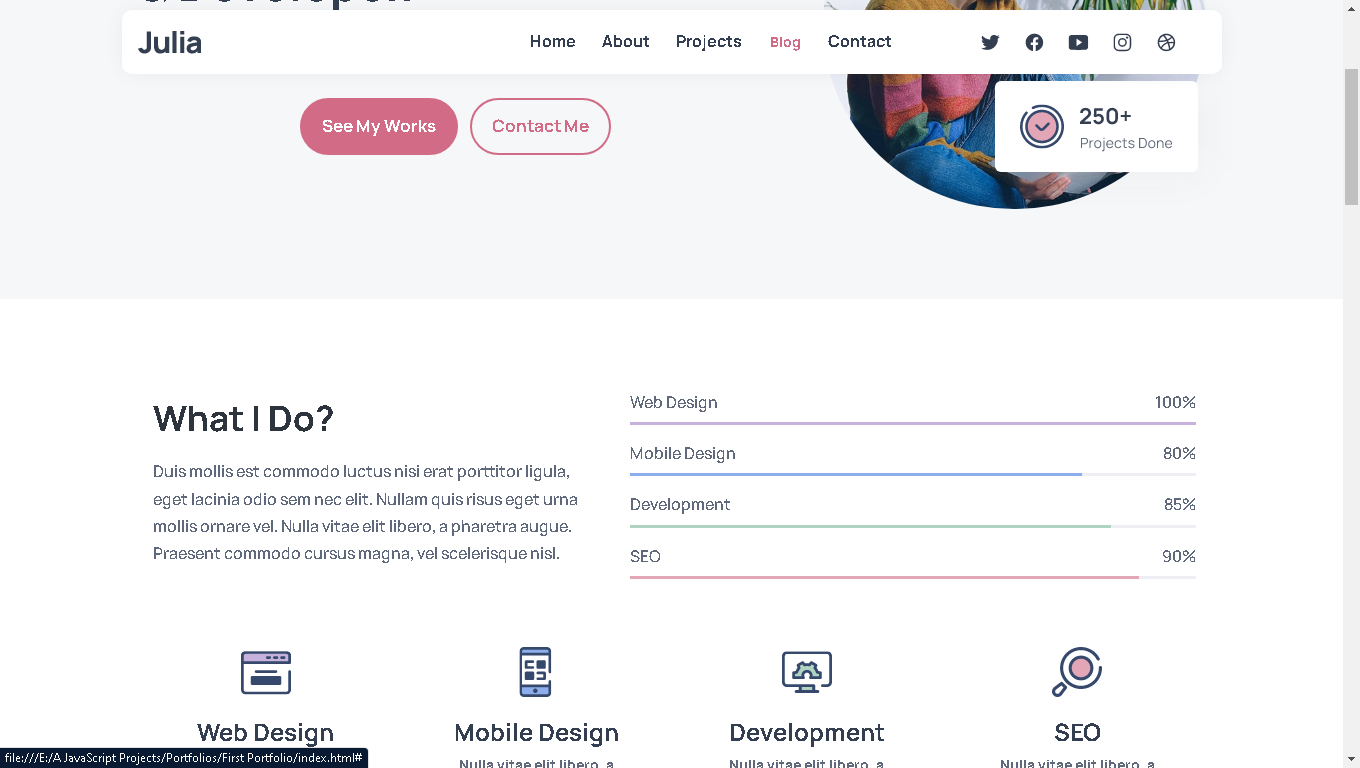 & Developer.
Julia
Home
About
Projects
Blog
Contact
See My Works
Contact Me
250+
Projects Done
What I Do?
Duis mollis est commodo luctus nisi erat porttitor ligula,
eget lacinia odio sem nec elit. Nullam quis risus eget urna
mollis ornare vel. Nulla vitae elit libero, a pharetra augue.
Praesent commodo cursus magna, vel scelerisque nisl.
Web Design 100%
Mobile Design 80%
Development 85%
SEO 90%
Web Design
Mobile Design
Development
SEO
Nulla vitae elit libero, a
Nulla vitae elit libero, a
Nulla vitae elit libero, a
file:///E:/A JavaScript Projects/Portfolios/First Portfolio/index.html#